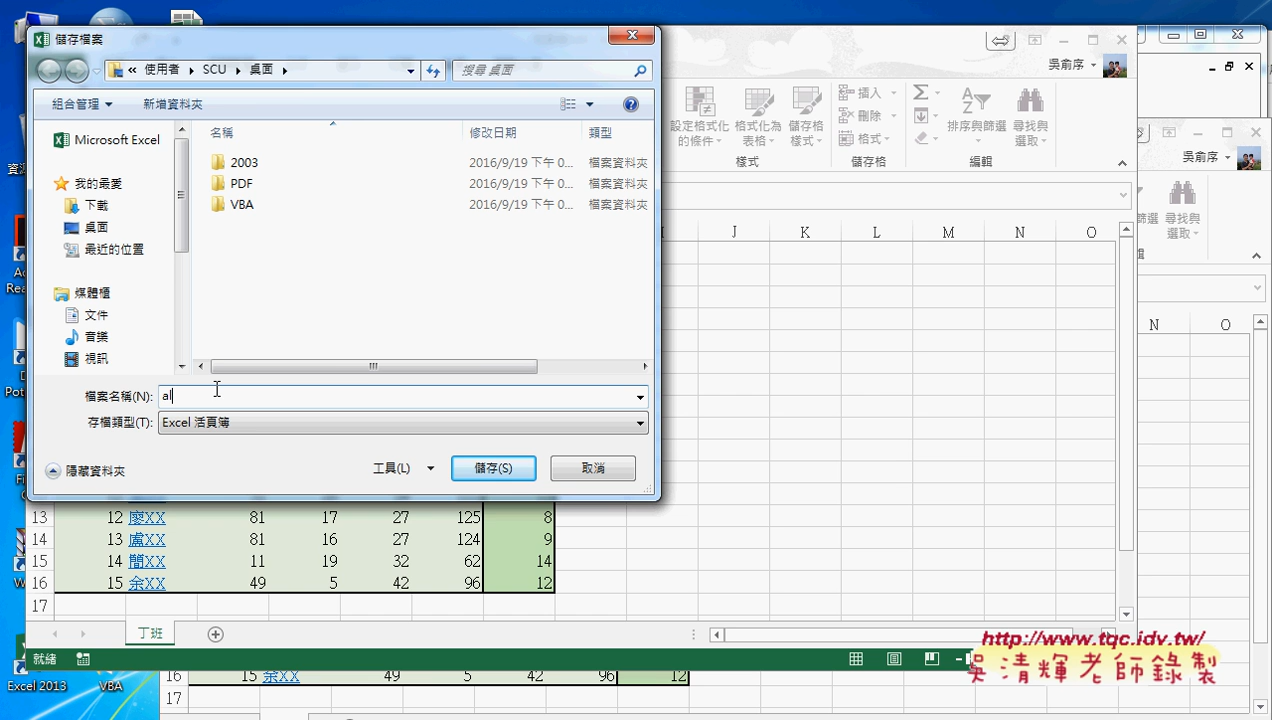 儲存檔案
« 使用者 ▸ SCU ▸ 桌面 ▸
搜尋 桌面
組合管理 ▼ 新增資料夾
Microsoft Excel
我的最愛
下載
桌面
最近的位置
媒體櫃
文件
音樂
視訊
名稱 修改日期 類型
2003 2016/9/19 下午 0... 檔案資料夾
PDF 2016/9/19 下午 0... 檔案資料夾
VBA 2016/9/19 下午 0... 檔案資料夾
檔案名稱(N): al
存檔類型(T): Excel 活頁簿
隱藏資料夾 工具(L) 儲存(S) 取消
吳俞序
設定格式化的條件
格式化為表格
儲存格樣式
樣式
插入
刪除
格式
儲存格
排序與篩選
尋找與選取
編輯
J K L M N O
吳俞序
尋找與選取
N O
13 12 廖XX 81 17 27 125 8
14 13 盧XX 81 16 27 124 9
15 14 簡XX 11 19 32 62 14
16 15 余XX 49 5 42 96 12
17
丁班
就緒
16 15 余XX 49 5 42 96 12
17
Excel 2013
VBA
http://www.tqc.idv.tw/
吳清輝老師錄製